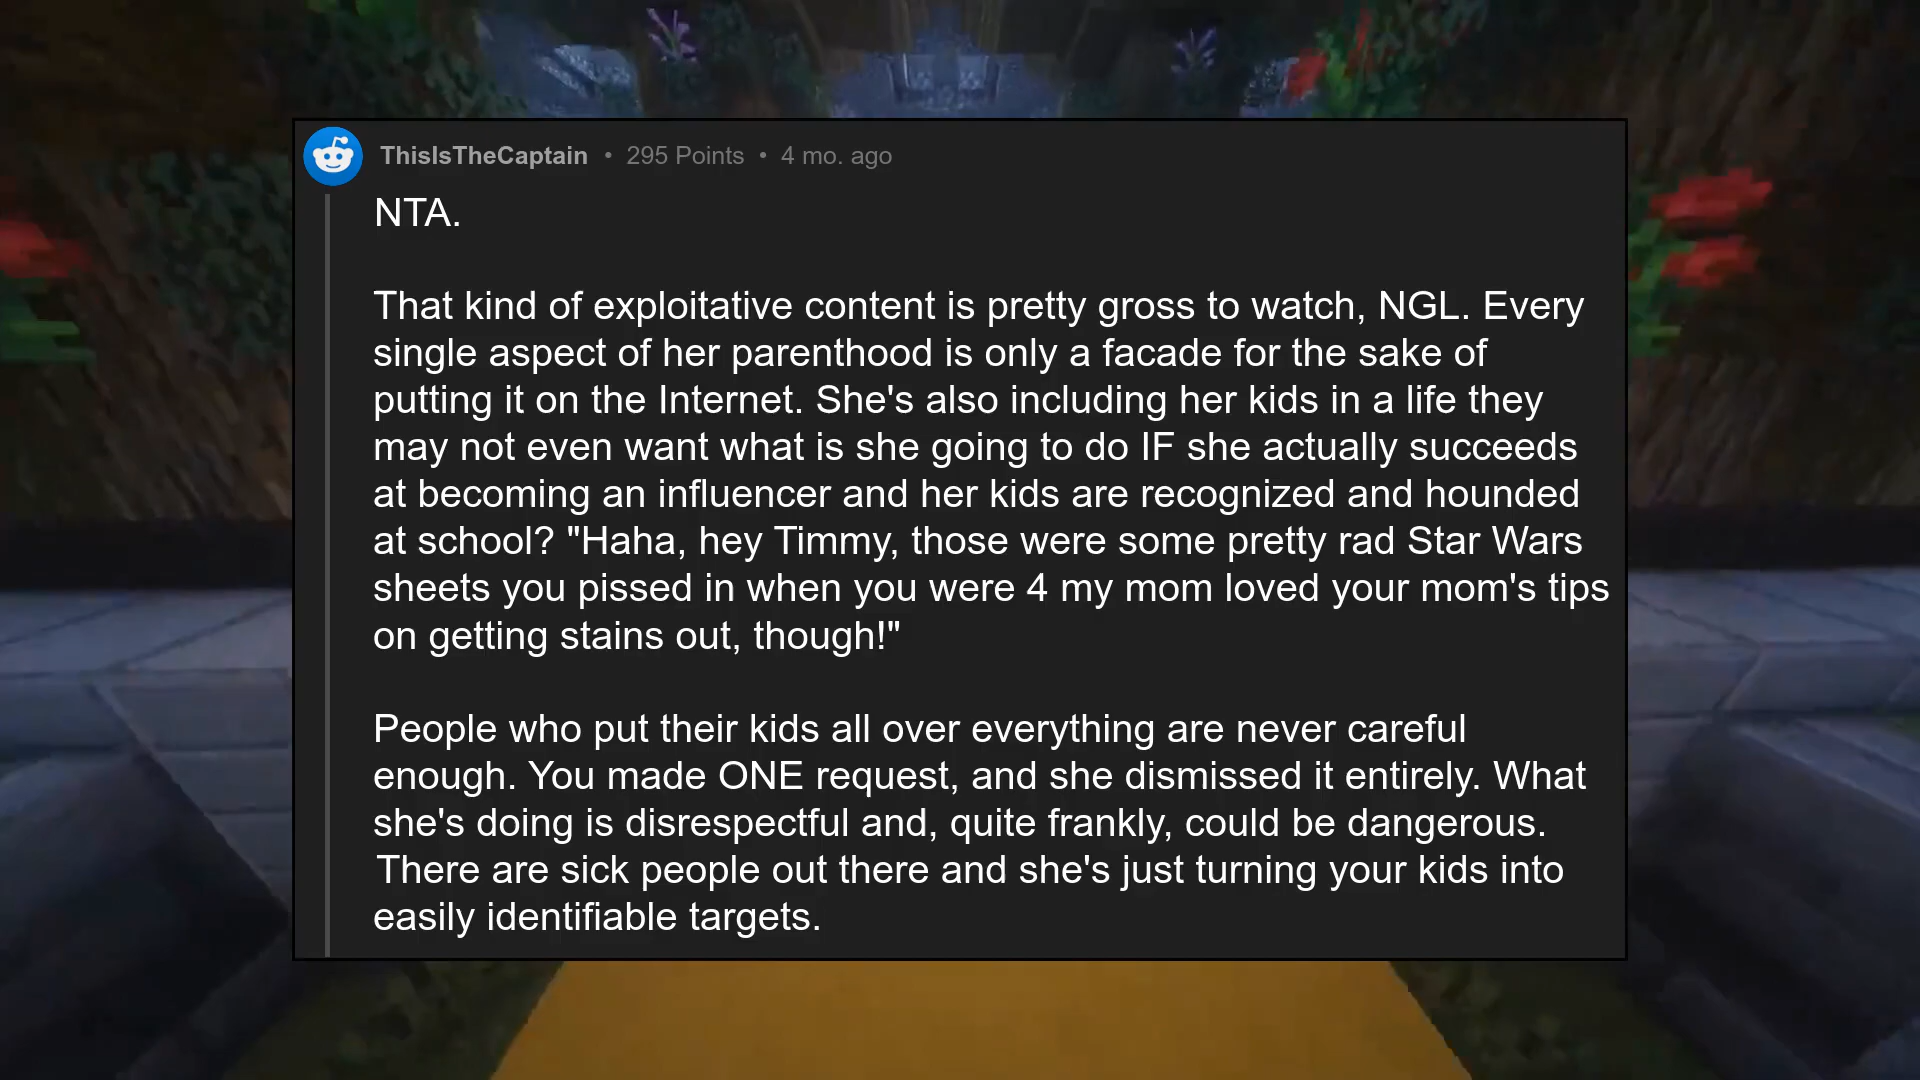 ThisIsTheCaptain • 295 Points • 4 mo. ago
NTA.
That kind of exploitative content is pretty gross to watch, NGL. Every
single aspect of her parenthood is only a facade for the sake of
putting it on the Internet. She's also including her kids in a life they
may not even want what is she going to do IF she actually succeeds
at becoming an influencer and her kids are recognized and hounded
at school? "Haha, hey Timmy, those were some pretty rad Star Wars
sheets you pissed in when you were 4 my mom loved your mom's tips
on getting stains out, though!"
People who put their kids all over everything are never careful
enough. You made ONE request, and she dismissed it entirely. What
she's doing is disrespectful and, quite frankly, could be dangerous.
There are sick people out there and she's just turning your kids into
easily identifiable targets.